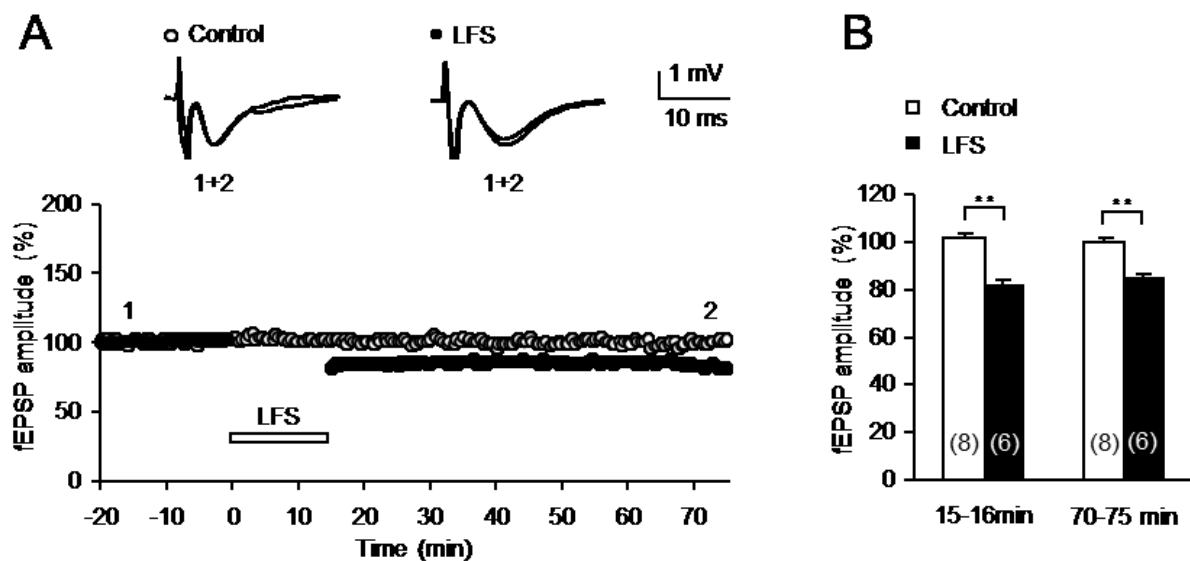 A
Control
LFS
1 mV
10 ms
1+2
1+2
fEPSP amplitude (%)
200
150
100
50
0
1
2
LFS
-20 -10 0 10 20 30 40 50 60 70
Time (min)
B
Control
LFS
fEPSP amplitude (%)
120
100
80
60
40
20
0
** **
(8) (6) (8) (6)
15-16min 70-75 min